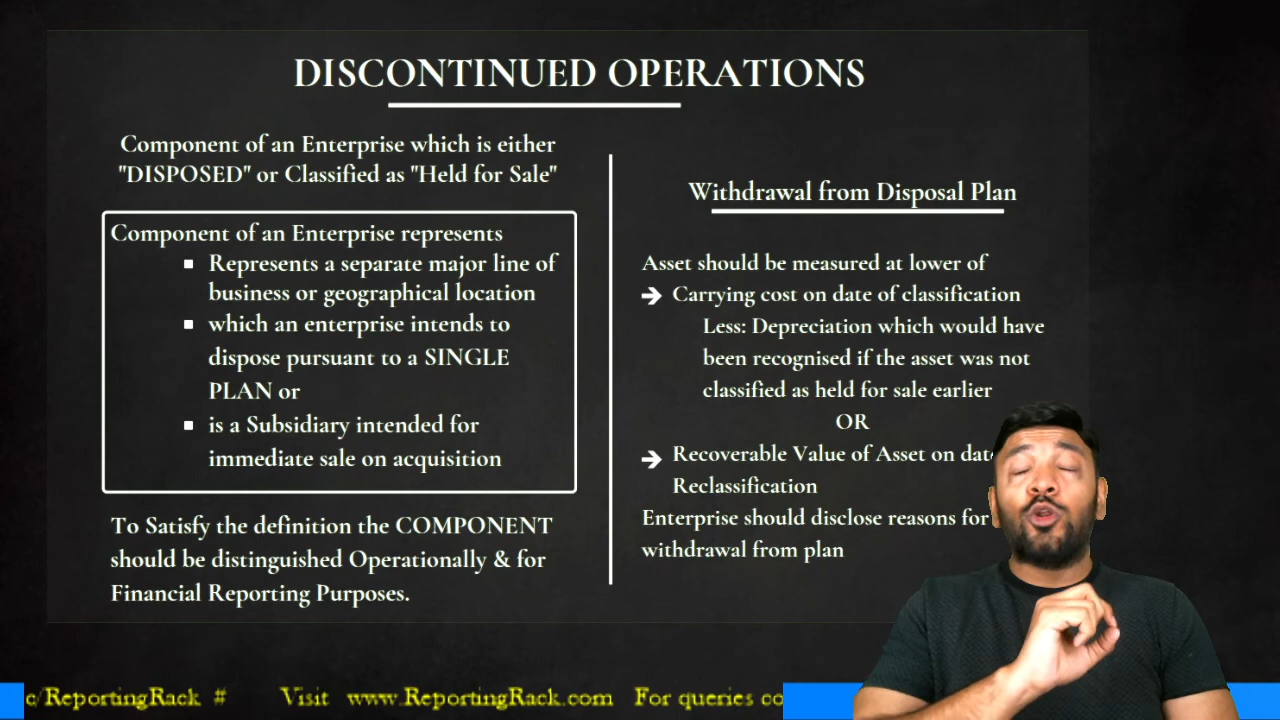 DISCONTINUED OPERATIONS
Component of an Enterprise which is either
"DISPOSED" or Classified as "Held for Sale"
Component of an Enterprise represents
▪ Represents a separate major line of
business or geographical location
▪ which an enterprise intends to
dispose pursuant to a SINGLE
PLAN or
▪ is a Subsidiary intended for
immediate sale on acquisition
To Satisfy the definition the COMPONENT
should be distinguished Operationally & for
Financial Reporting Purposes.
Withdrawal from Disposal Plan
Asset should be measured at lower of
➔ Carrying cost on date of classification
Less: Depreciation which would have
been recognised if the asset was not
classified as held for sale earlier
OR
➔ Recoverable Value of Asset on date
Reclassification
Enterprise should disclose reasons for
withdrawal from plan
c/ReportingRack # Visit www.ReportingRack.com For queries co